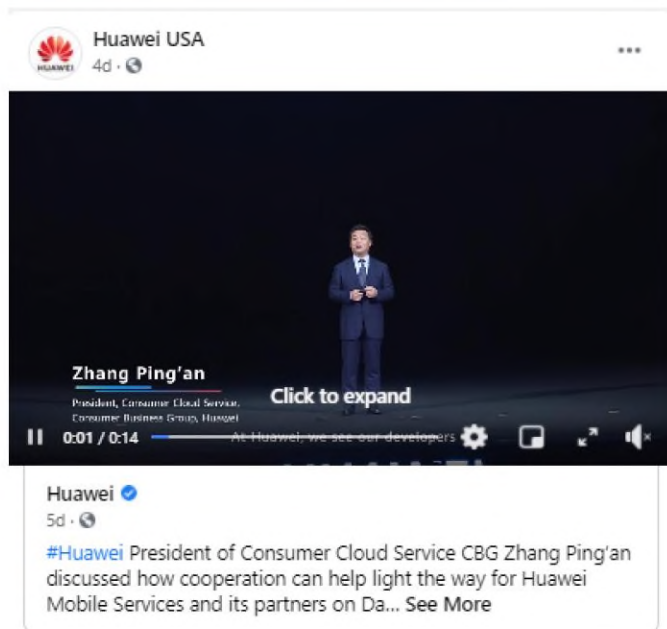 Huawei USA
4d ·
HUAWEI
Zhang Ping'an
President, Consumer Cloud Service,
Consumer Business Group, Huawei
Click to expand
0:01 / 0:14
At Huawei, we see our developers
Huawei
5d ·
#Huawei President of Consumer Cloud Service CBG Zhang Ping'an
discussed how cooperation can help light the way for Huawei
Mobile Services and its partners on Da... See More